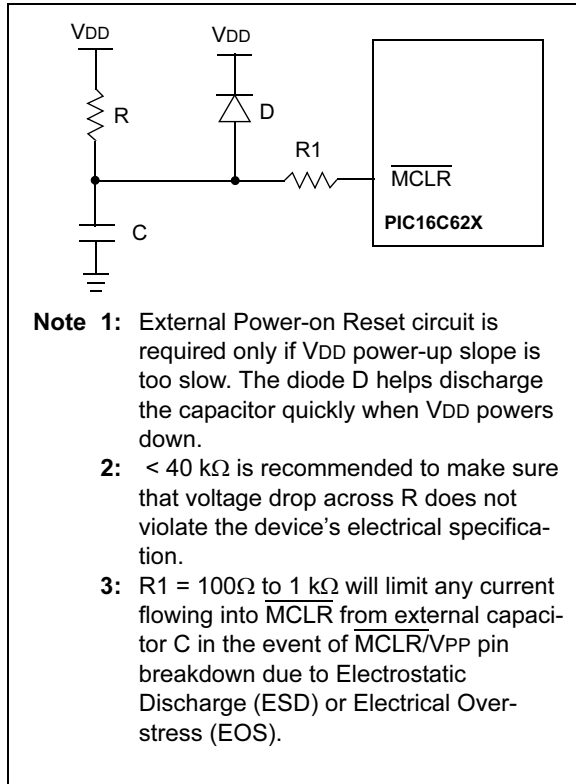 VDD VDD
R
D
R1
MCLR
C
PIC16C62X
Note 1: External Power-on Reset circuit is
required only if VDD power-up slope is
too slow. The diode D helps discharge
the capacitor quickly when VDD powers
down.
2: < 40 kΩ is recommended to make sure
that voltage drop across R does not
violate the device's electrical specifica-
tion.
3: R1 = 100Ω to 1 kΩ will limit any current
flowing into MCLR from external capaci-
tor C in the event of MCLR/VPP pin
breakdown due to Electrostatic
Discharge (ESD) or Electrical Over-
stress (EOS).